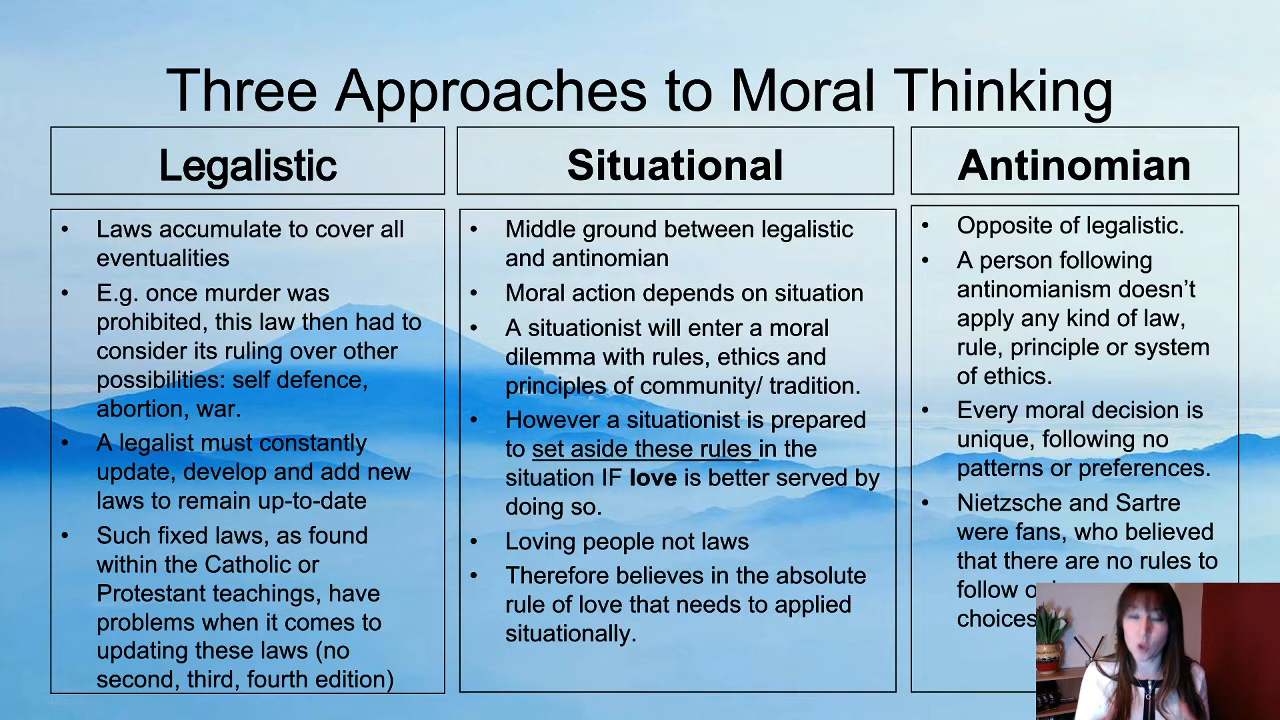 Three Approaches to Moral Thinking
Legalistic
• Laws accumulate to cover all
eventualities
• E.g. once murder was
prohibited, this law then had to
consider its ruling over other
possibilities: self defence,
abortion, war.
• A legalist must constantly
update, develop and add new
laws to remain up-to-date
• Such fixed laws, as found
within the Catholic or
Protestant teachings, have
problems when it comes to
updating these laws (no
second, third, fourth edition)
Situational
• Middle ground between legalistic
and antinomian
• Moral action depends on situation
• A situationist will enter a moral
dilemma with rules, ethics and
principles of community/ tradition.
• However a situationist is prepared
to set aside these rules in the
situation IF love is better served by
doing so.
• Loving people not laws
• Therefore believes in the absolute
rule of love that needs to applied
situationally.
Antinomian
• Opposite of legalistic.
• A person following
antinomianism doesn’t
apply any kind of law,
rule, principle or system
of ethics.
• Every moral decision is
unique, following no
patterns or preferences.
• Nietzsche and Sartre
were fans, who believed
that there are no rules to
follow
choices